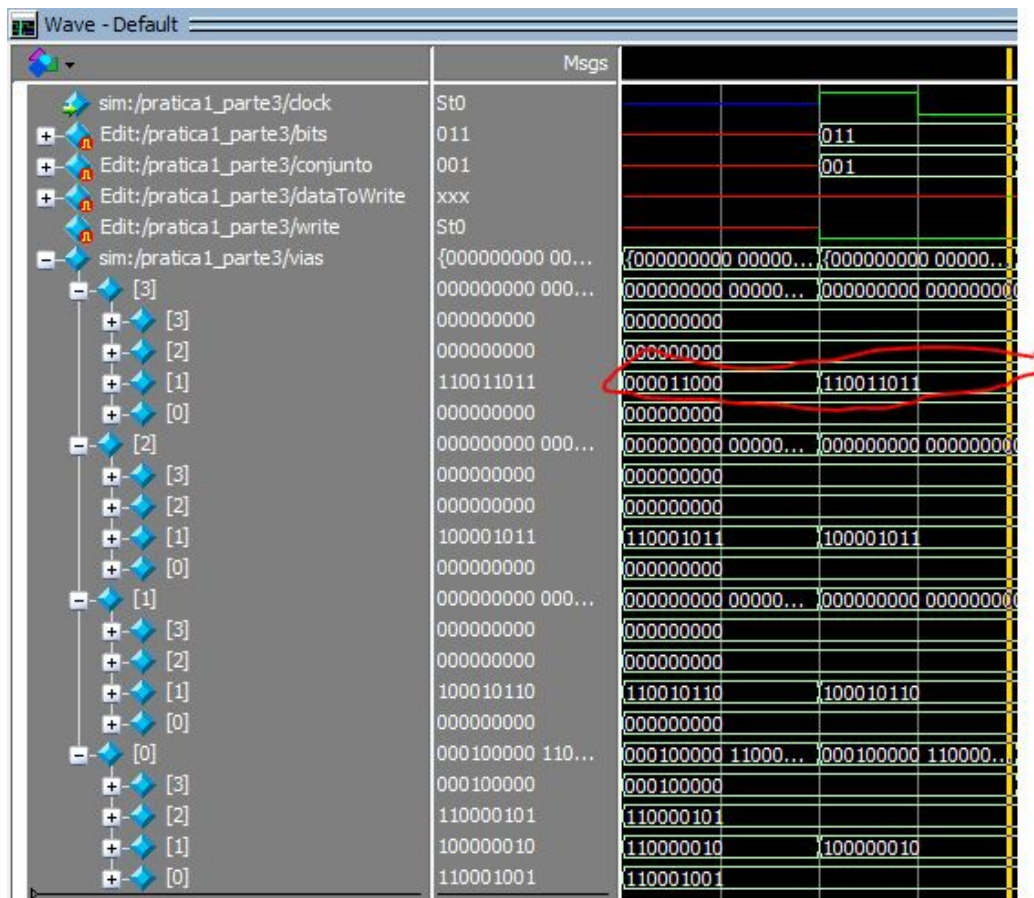 Wave - Default
Msgs
sim:/pratica1_parte3/clock St0
Edit:/pratica1_parte3/bits 011 011
Edit:/pratica1_parte3/conjunto 001 001
Edit:/pratica1_parte3/dataToWrite xxx
Edit:/pratica1_parte3/write St0
sim:/pratica1_parte3/vias {000000000 00... {000000000 00000... {000000000 00000...
[3] 000000000 000... 000000000 00000... 000000000 000000000
[3] 000000000 000000000
[2] 000000000 000000000
[1] 110011011 000011000 110011011
[0] 000000000 000000000
[2] 000000000 000... 000000000 00000... 000000000 000000000
[3] 000000000 000000000
[2] 000000000 000000000
[1] 100001011 110001011 100001011
[0] 000000000 000000000
[1] 000000000 000... 000000000 00000... 000000000 000000000
[3] 000000000 000000000
[2] 000000000 000000000
[1] 100010110 110010110 100010110
[0] 000000000 000000000
[0] 000100000 110... 000100000 11000... 000100000 110000...
[3] 000100000 000100000
[2] 110000101 110000101
[1] 100000010 110000010 100000010
[0] 110001001 110001001